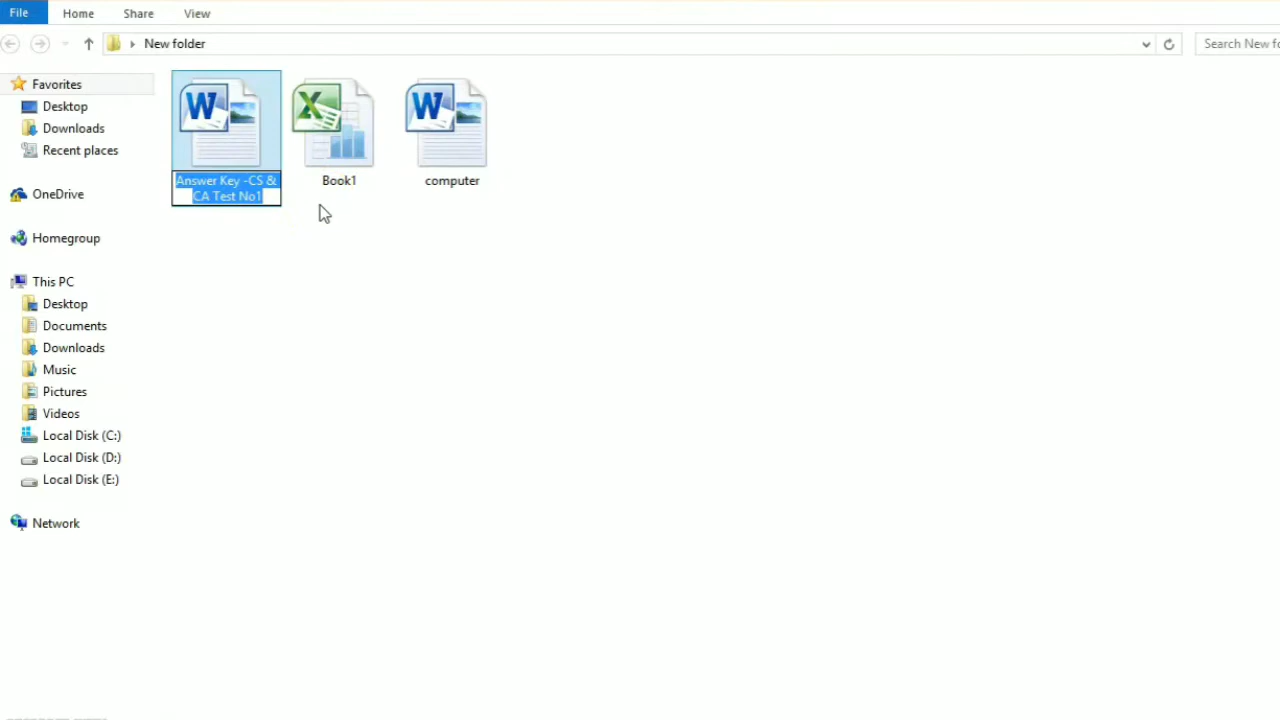 File Home Share View
New folder Search New fo
Favorites
Desktop
Downloads
Recent places
OneDrive
Homegroup
This PC
Desktop
Documents
Downloads
Music
Pictures
Videos
Local Disk (C:)
Local Disk (D:)
Local Disk (E:)
Network
Answer Key -CS &
CA Test No1
Book1
computer